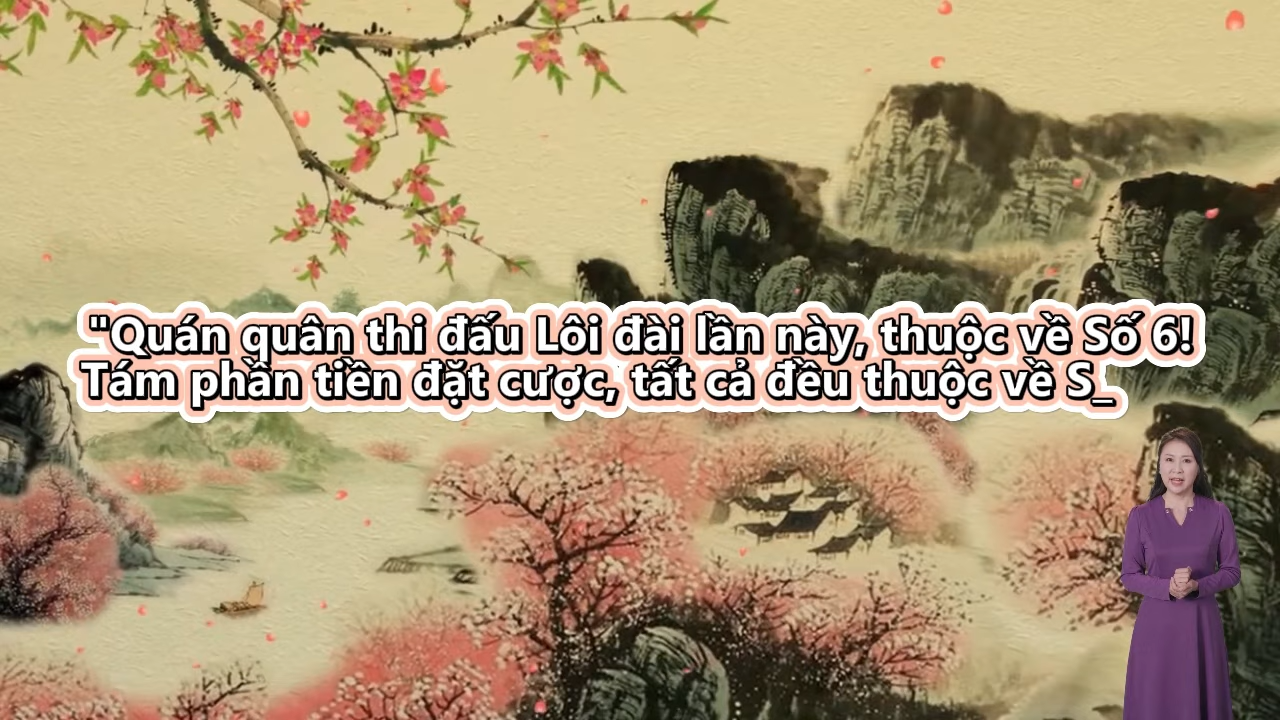 "Quán quân thi đấu Lôi đài lần này, thuộc về Số 6!
Tám phần tiền đặt cược, tất cả đều thuộc về S_